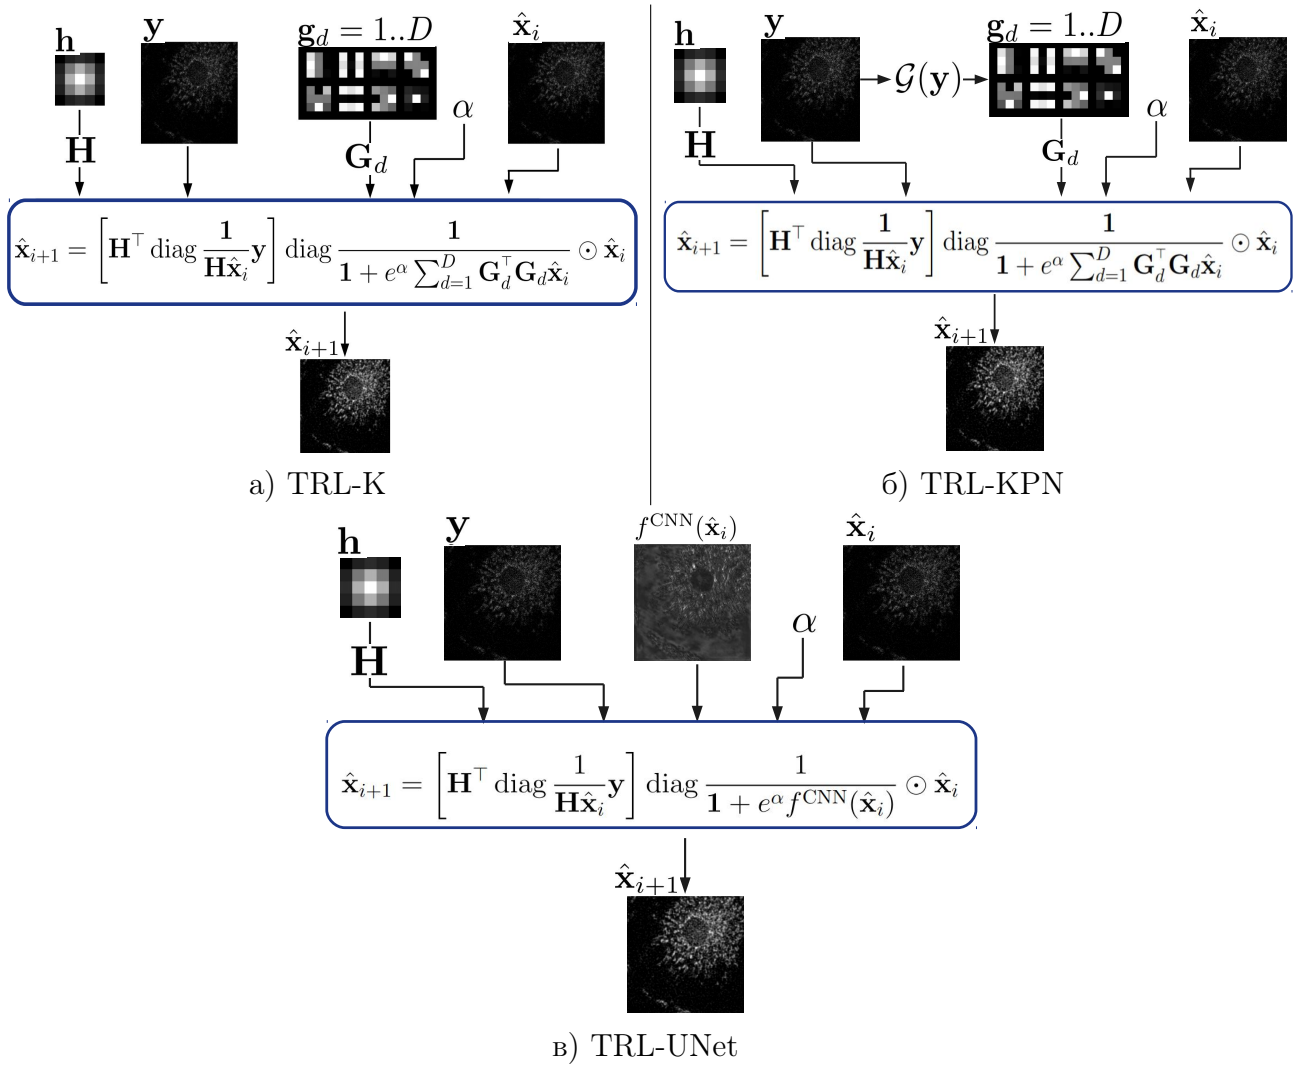 h
y
g_d = 1..D
x̂_i
α
H
G_d
x̂_{i+1} = [H^⊤ diag 1/(Hx̂_i) y] diag 1/(1 + e^α ∑_{d=1}^{D} G_d^⊤ G_d x̂_i) ⊙ x̂_i
x̂_{i+1}
а) TRL-K
h
y
𝒢(y)
g_d = 1..D
x̂_i
α
H
G_d
x̂_{i+1} = [H^⊤ diag 1/(Hx̂_i) y] diag 1/(1 + e^α ∑_{d=1}^{D} G_d^⊤ G_d x̂_i) ⊙ x̂_i
x̂_{i+1}
б) TRL-KPN
h
y
f^{CNN}(x̂_i)
x̂_i
α
H
x̂_{i+1} = [H^⊤ diag 1/(Hx̂_i) y] diag 1/(1 + e^α f^{CNN}(x̂_i)) ⊙ x̂_i
x̂_{i+1}
в) TRL-UNet